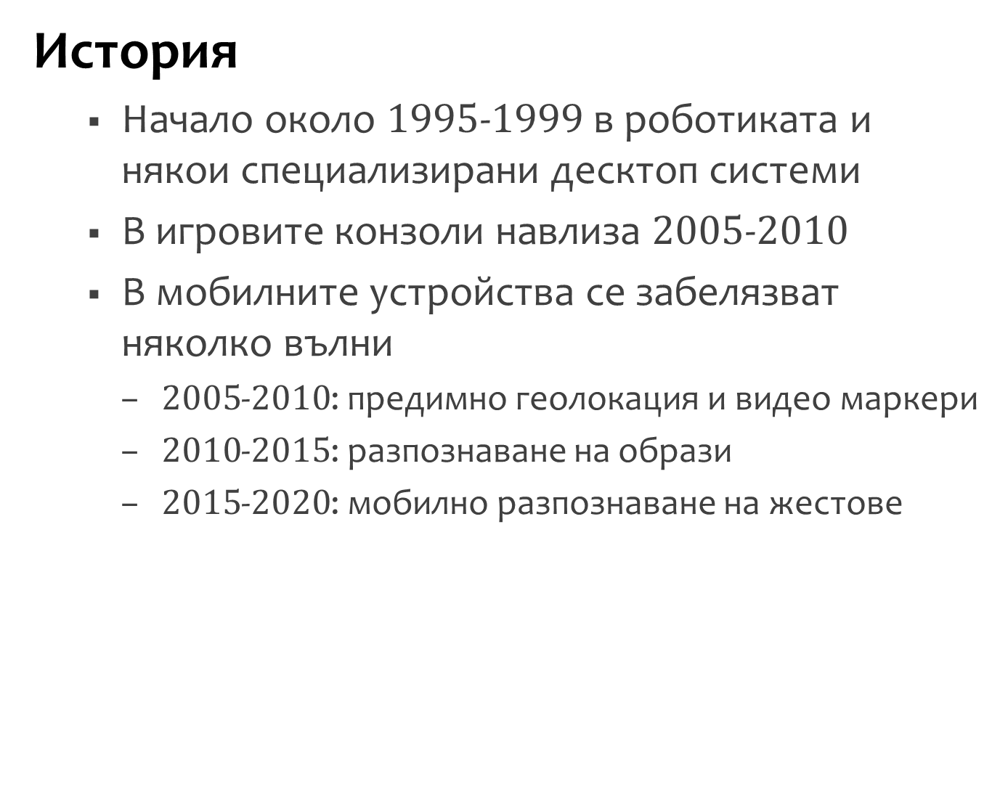 История
▪ Начало около 1995-1999 в роботиката и
някои специализирани десктоп системи
▪ В игровите конзоли навлиза 2005-2010
▪ В мобилните устройства се забелязват
няколко вълни
– 2005-2010: предимно геолокация и видео маркери
– 2010-2015: разпознаване на образи
– 2015-2020: мобилно разпознаване на жестове